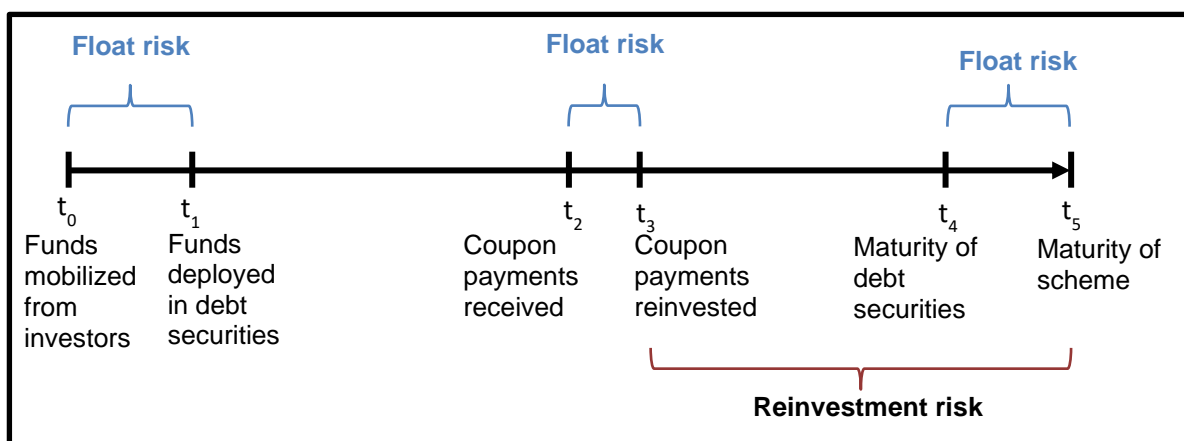 Float risk
Float risk
Float risk
t0
t1
t2
t3
t4
t5
Funds
mobilized
from
investors
Funds
deployed
in debt
securities
Coupon
payments
received
Coupon
payments
reinvested
Maturity of
debt
securities
Maturity of
scheme
Reinvestment risk